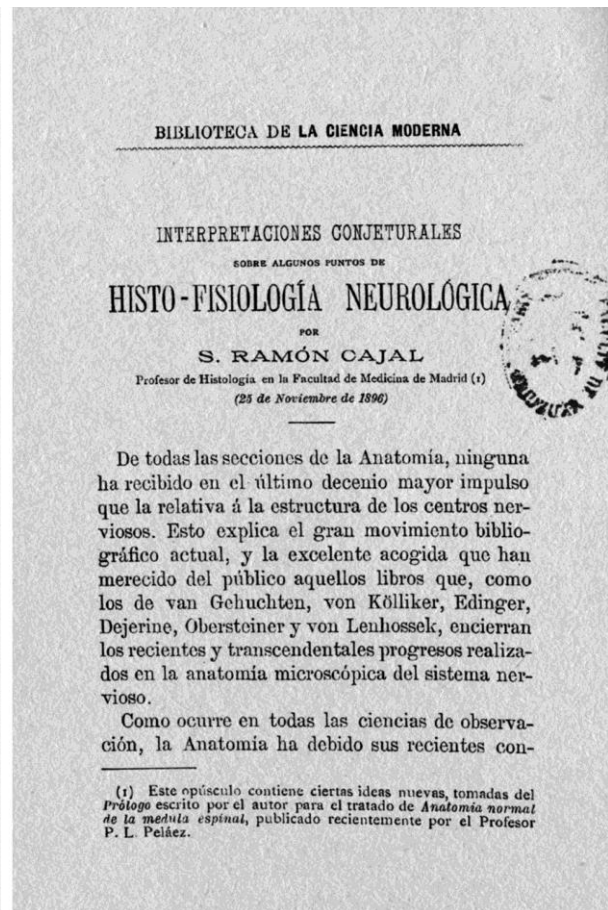 BIBLIOTECA DE LA CIENCIA MODERNA
INTERPRETACIONES CONJETURALES
SOBRE ALGUNOS PUNTOS DE
HISTO-FISIOLOGÍA NEUROLÓGICA
POR
S. RAMÓN CAJAL
Profesor de Histología en la Facultad de Medicina de Madrid (1)
(25 de Noviembre de 1896)
De todas las secciones de la Anatomía, ninguna
ha recibido en el último decenio mayor impulso
que la relativa á la estructura de los centros ner-
viosos. Esto explica el gran movimiento biblio-
gráfico actual, y la excelente acogida que han
merecido del público aquellos libros que, como
los de van Gehuchten, von Kölliker, Edinger,
Dejerine, Obersteiner y von Lenhossek, encierran
los recientes y transcendentales progresos realiza-
dos en la anatomía microscópica del sistema ner-
vioso.
Como ocurre en todas las ciencias de observa-
ción, la Anatomía ha debido sus recientes con-
(1) Este opúsculo contiene ciertas ideas nuevas, tomadas del
Prólogo escrito por el autor para el tratado de Anatomía normal
de la medula espinal, publicado recientemente por el Profesor
P. L. Peláez.